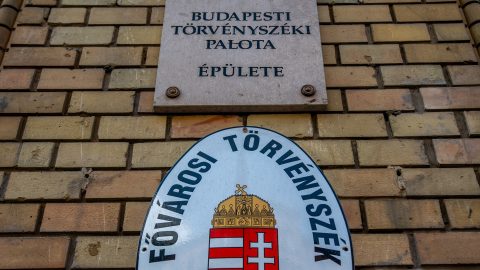 BUDAPESTI
TÖRVÉNYSZÉKI
PALOTA
ÉPÜLETE
FŐVÁROSI TÖRVÉNYSZÉK